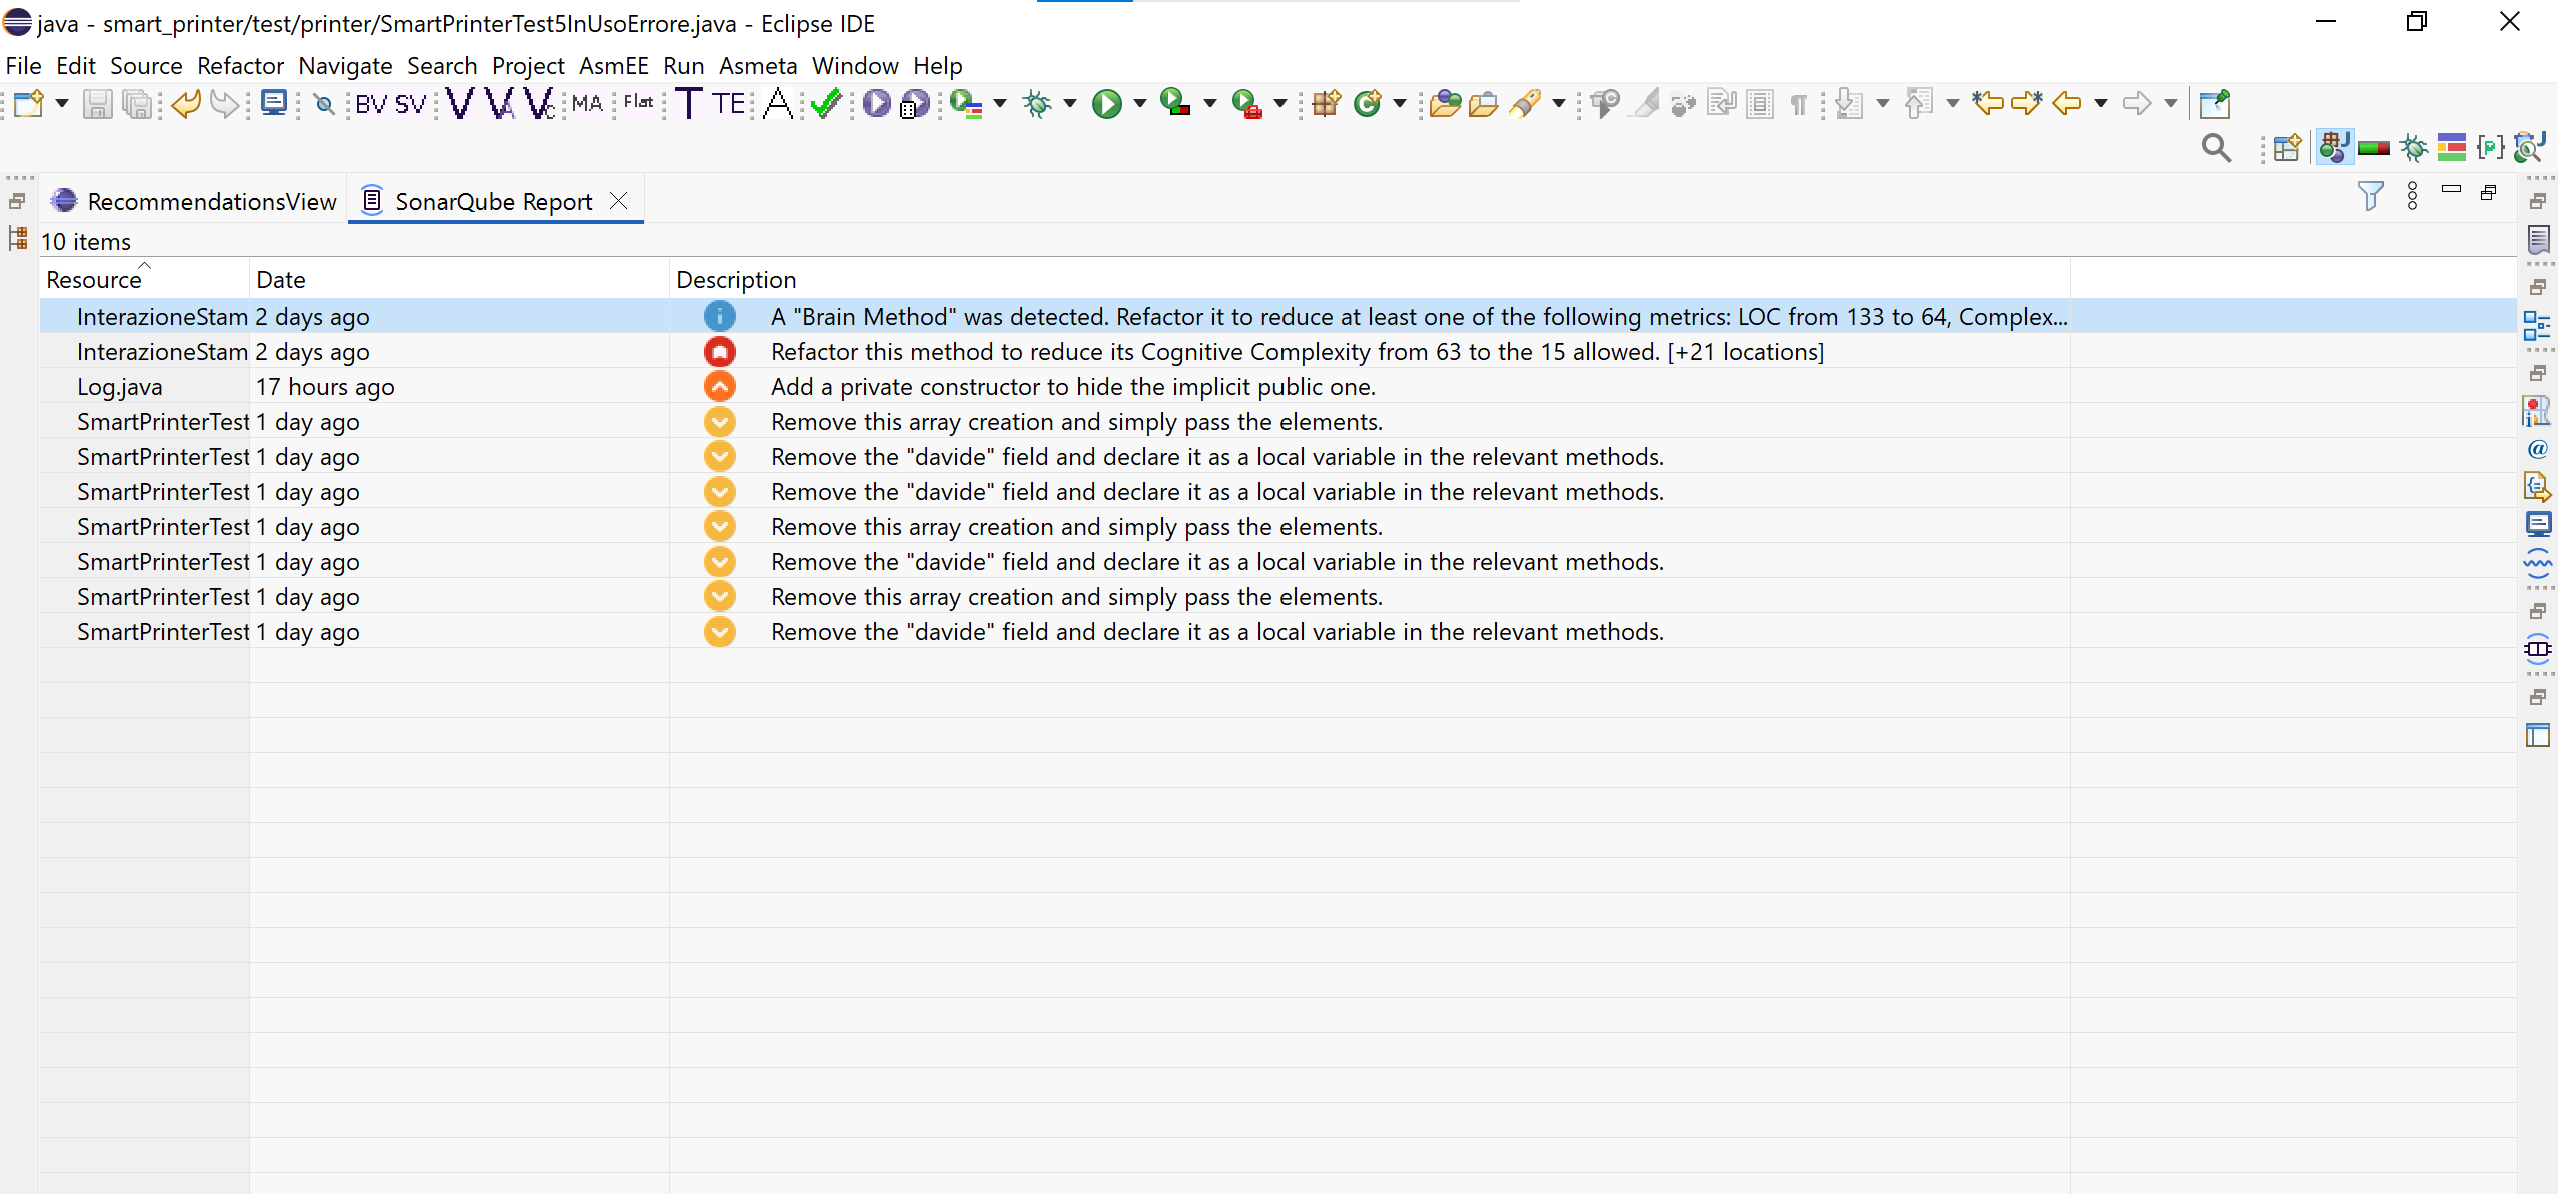 java - smart_printer/test/printer/SmartPrinterTest5InUsoErrore.java - Eclipse IDE
File Edit Source Refactor Navigate Search Project AsmEE Run Asmeta Window Help
BV SV V VA Vc MA Flat T TE A
RecommendationsView SonarQube Report
10 items
Resource Date Description
InterazioneStam 2 days ago A "Brain Method" was detected. Refactor it to reduce at least one of the following metrics: LOC from 133 to 64, Complex...
InterazioneStam 2 days ago Refactor this method to reduce its Cognitive Complexity from 63 to the 15 allowed. [+21 locations]
Log.java 17 hours ago Add a private constructor to hide the implicit public one.
SmartPrinterTest 1 day ago Remove this array creation and simply pass the elements.
SmartPrinterTest 1 day ago Remove the "davide" field and declare it as a local variable in the relevant methods.
SmartPrinterTest 1 day ago Remove the "davide" field and declare it as a local variable in the relevant methods.
SmartPrinterTest 1 day ago Remove this array creation and simply pass the elements.
SmartPrinterTest 1 day ago Remove the "davide" field and declare it as a local variable in the relevant methods.
SmartPrinterTest 1 day ago Remove this array creation and simply pass the elements.
SmartPrinterTest 1 day ago Remove the "davide" field and declare it as a local variable in the relevant methods.